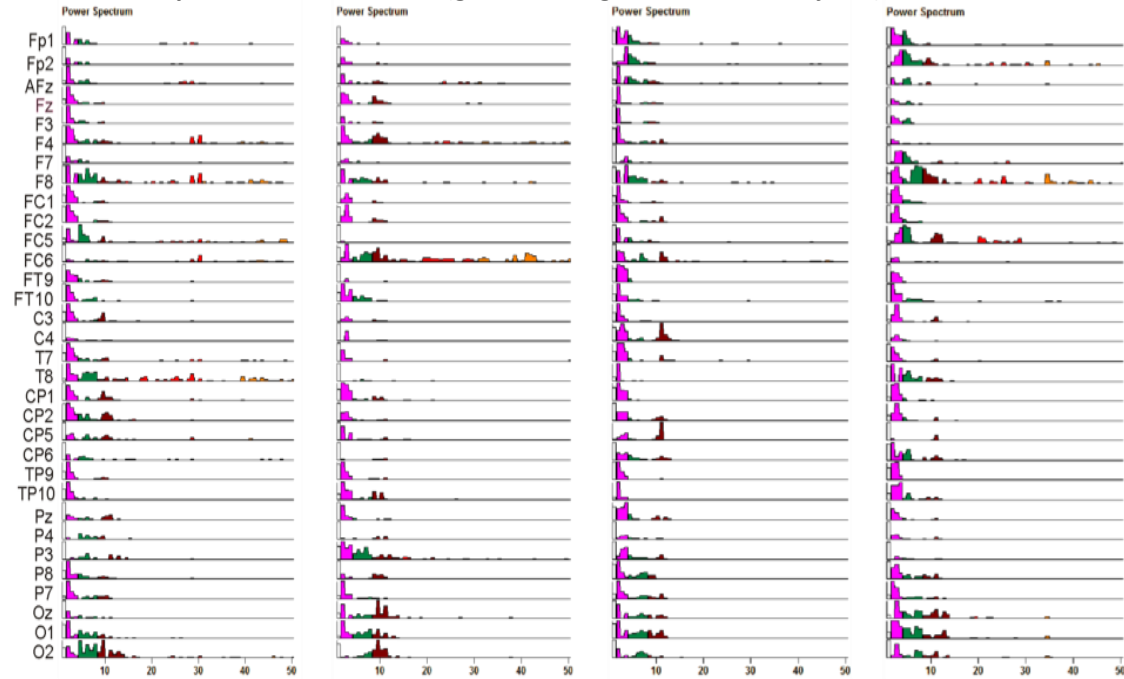 Power Spectrum Power Spectrum Power Spectrum Power Spectrum
Fp1
Fp2
AFz
Fz
F3
F4
F7
F8
FC1
FC2
FC5
FC6
FT9
FT10
C3
C4
T7
T8
CP1
CP2
CP5
CP6
TP9
TP10
Pz
P4
P3
P8
P7
Oz
O1
O2
10 20 30 40 50 10 20 30 40 50 10 20 30 40 50 10 20 30 40 50